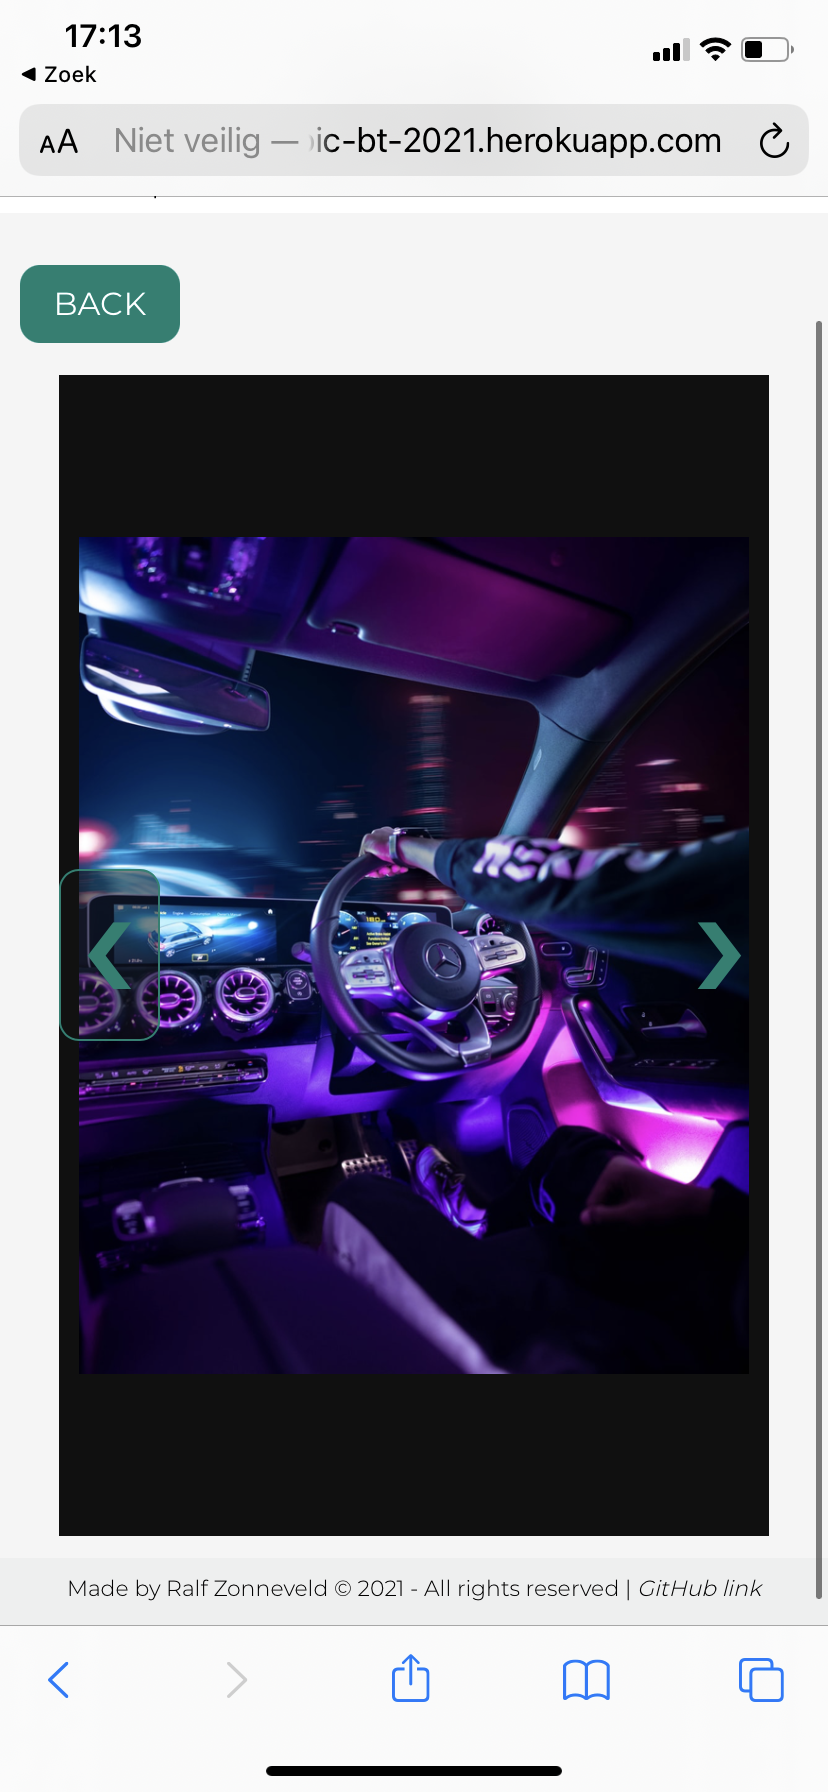 17:13
◀ Zoek
AA Niet veilig — ic-bt-2021.herokuapp.com
BACK
Made by Ralf Zonneveld © 2021 - All rights reserved | GitHub link